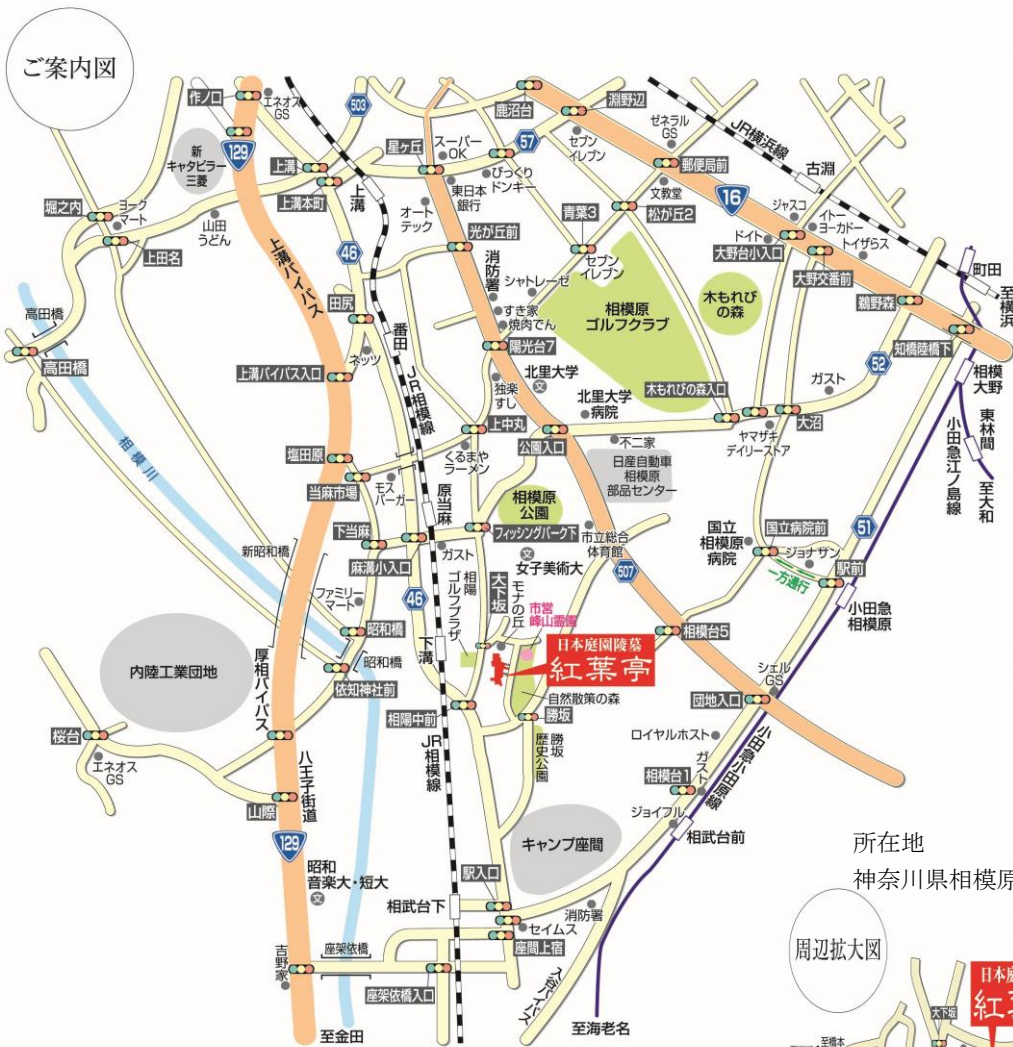 ご案内図
作ノ口
エネオス
GS
503
鹿沼台
淵野辺
ゼネラル
GS
JR横浜線
新
キャタピラー
三菱
129
上溝
上溝本町
上溝
星ヶ丘
スーパー
OK
57
びっくり
ドンキー
東日本
銀行
セブン
イレブン
郵便局前
古淵
文教堂
16
ジャスコ
イトー
ヨーカドー
トイザらス
堀之内
ヨーク
マート
山田
うどん
上田名
オート
テック
青葉3
松が丘2
ドイト
大野台小入口
大野交番前
町田
至横浜
上溝バイパス
46
光が丘前
消防署
シャトレーゼ
セブン
イレブン
相模原
ゴルフクラブ
木もれび
の森
鵜野森
高田橋
高田橋
田尻
番田
すき家
焼肉でん
陽光台7
知橋陸橋下
52
相模
大野
上溝バイパス入口
ネッツ
JR相模線
独楽
すし
北里大学
文
北里大学
病院
木もれびの森入口
ガスト
大沼
東林間
小田急江ノ島線
至大和
相模川
上中丸
くるまや
ラーメン
公園入口
不二家
ヤマザキ
デイリーストア
日産自動車
相模原
部品センター
塩田原
当麻市場
モス
バーガー
原当麻
相模原
公園
下当麻
フィッシングパーク下
市立総合
体育館
国立
相模原
病院
国立病院前
ジョナサン
一方通行
駅前
51
新昭和橋
麻溝小入口
ガスト
文
女子美術大
507
小田急
相模原
ファミリー
マート
46
相陽
ゴルフプラザ
大下坂
モナの丘
市営
峰山霊園
昭和橋
昭和橋
下溝
日本庭園陵墓
紅葉亭
相模台5
内陸工業団地
厚相バイパス
依知神社前
相陽中前
自然散策の森
勝坂
シェル
GS
団地入口
桜台
エネオス
GS
JR相模線
勝坂
歴史公園
ロイヤルホスト
ガスト
小田急小田原線
相模台1
山際
八王子街道
ジョイフル
相武台前
129
キャンプ座間
所在地
神奈川県相模原
昭和
音楽大・短大
文
駅入口
相武台下
消防署
セイムス
周辺拡大図
吉野家
座架依橋
座間上宿
座架依橋入口
入谷バイパス
日本庭
紅葉
大下坂
至金田
至海老名
至橋本